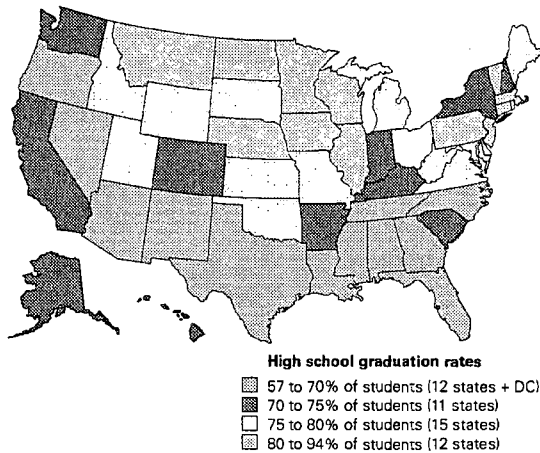 High school graduation rates
57 to 70% of students (12 states + DC)
70 to 75% of students (11 states)
75 to 80% of students (15 states)
80 to 94% of students (12 states)